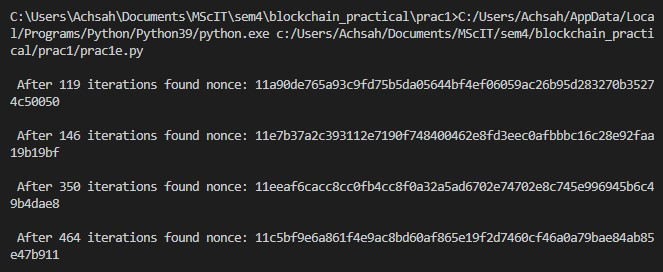 C:\Users\Achsah\Documents\MScIT\sem4\blockchain_practical\prac1>C:/Users/Achsah/AppData/Loca
l/Programs/Python/Python39/python.exe c:/Users/Achsah/Documents/MScIT/sem4/blockchain_practi
cal/prac1/prac1e.py
After 119 iterations found nonce: 11a90de765a93c9fd75b5da05644bf4ef06059ac26b95d283270b3527
4c50050
After 146 iterations found nonce: 11e7b37a2c393112e7190f748400462e8fd3eec0afbbbc16c28e92faa
19b19bf
After 350 iterations found nonce: 11eeaf6cacc8cc0fb4cc8f0a32a5ad6702e74702e8c745e996945b6c4
9b4dae8
After 464 iterations found nonce: 11c5bf9e6a861f4e9ac8bd60af865e19f2d7460cf46a0a79bae84ab85
e47b911